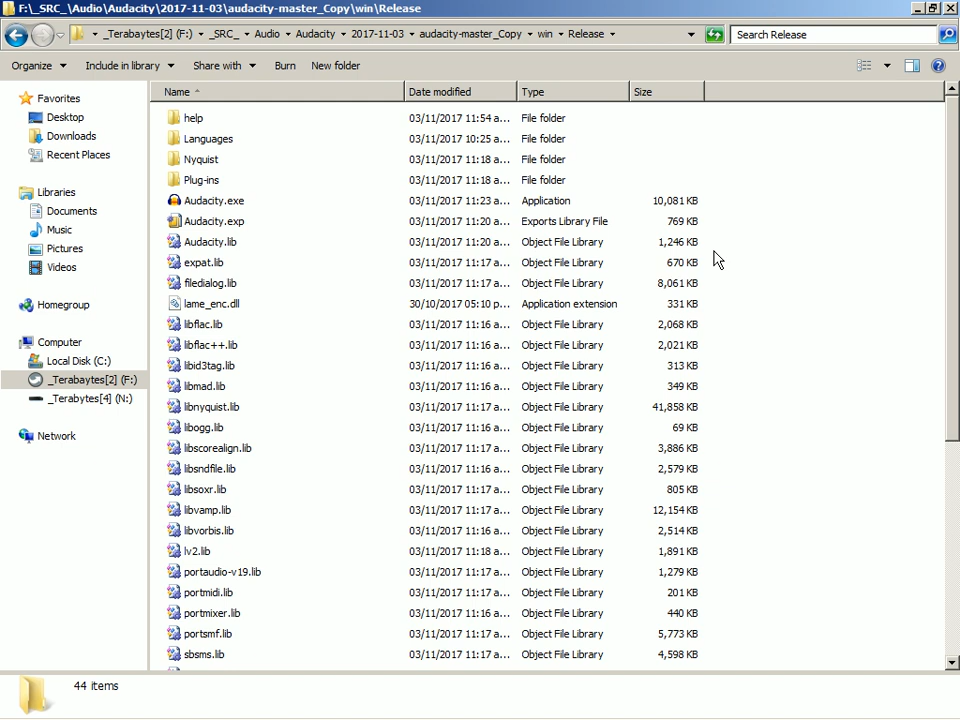 F:\_SRC_\Audio\Audacity\2017-11-03\audacity-master_Copy\win\Release
_Terabaytes[2] (F:) _SRC_ Audio Audacity 2017-11-03 audacity-master_Copy win Release Search Release
Organize Include in library Share with Burn New folder
Name Date modified Type Size
Favorites
Desktop
Downloads
Recent Places
Libraries
Documents
Music
Pictures
Videos
Homegroup
Computer
Local Disk (C:)
_Terabaytes[2] (F:)
_Terabytes[4] (N:)
Network
help 03/11/2017 11:54 a... File folder
Languages 03/11/2017 10:25 a... File folder
Nyquist 03/11/2017 11:18 a... File folder
Plug-ins 03/11/2017 11:18 a... File folder
Audacity.exe 03/11/2017 11:23 a... Application 10,081 KB
Audacity.exp 03/11/2017 11:20 a... Exports Library File 769 KB
Audacity.lib 03/11/2017 11:20 a... Object File Library 1,246 KB
expat.lib 03/11/2017 11:16 a... Object File Library 670 KB
filedialog.lib 03/11/2017 11:17 a... Object File Library 8,061 KB
lame_enc.dll 30/10/2017 05:10 p... Application extension 331 KB
libflac.lib 03/11/2017 11:16 a... Object File Library 2,068 KB
libflac++.lib 03/11/2017 11:16 a... Object File Library 2,021 KB
libid3tag.lib 03/11/2017 11:16 a... Object File Library 313 KB
libmad.lib 03/11/2017 11:16 a... Object File Library 349 KB
libnyquist.lib 03/11/2017 11:17 a... Object File Library 41,858 KB
libogg.lib 03/11/2017 11:16 a... Object File Library 69 KB
libscorealign.lib 03/11/2017 11:17 a... Object File Library 3,886 KB
libsndfile.lib 03/11/2017 11:16 a... Object File Library 2,579 KB
libsoxr.lib 03/11/2017 11:17 a... Object File Library 805 KB
libvamp.lib 03/11/2017 11:17 a... Object File Library 12,154 KB
libvorbis.lib 03/11/2017 11:16 a... Object File Library 2,514 KB
lv2.lib 03/11/2017 11:18 a... Object File Library 1,891 KB
portaudio-v19.lib 03/11/2017 11:17 a... Object File Library 1,279 KB
portmidi.lib 03/11/2017 11:17 a... Object File Library 201 KB
portmixer.lib 03/11/2017 11:16 a... Object File Library 440 KB
portsmf.lib 03/11/2017 11:17 a... Object File Library 5,773 KB
sbsms.lib 03/11/2017 11:17 a... Object File Library 4,598 KB
44 items